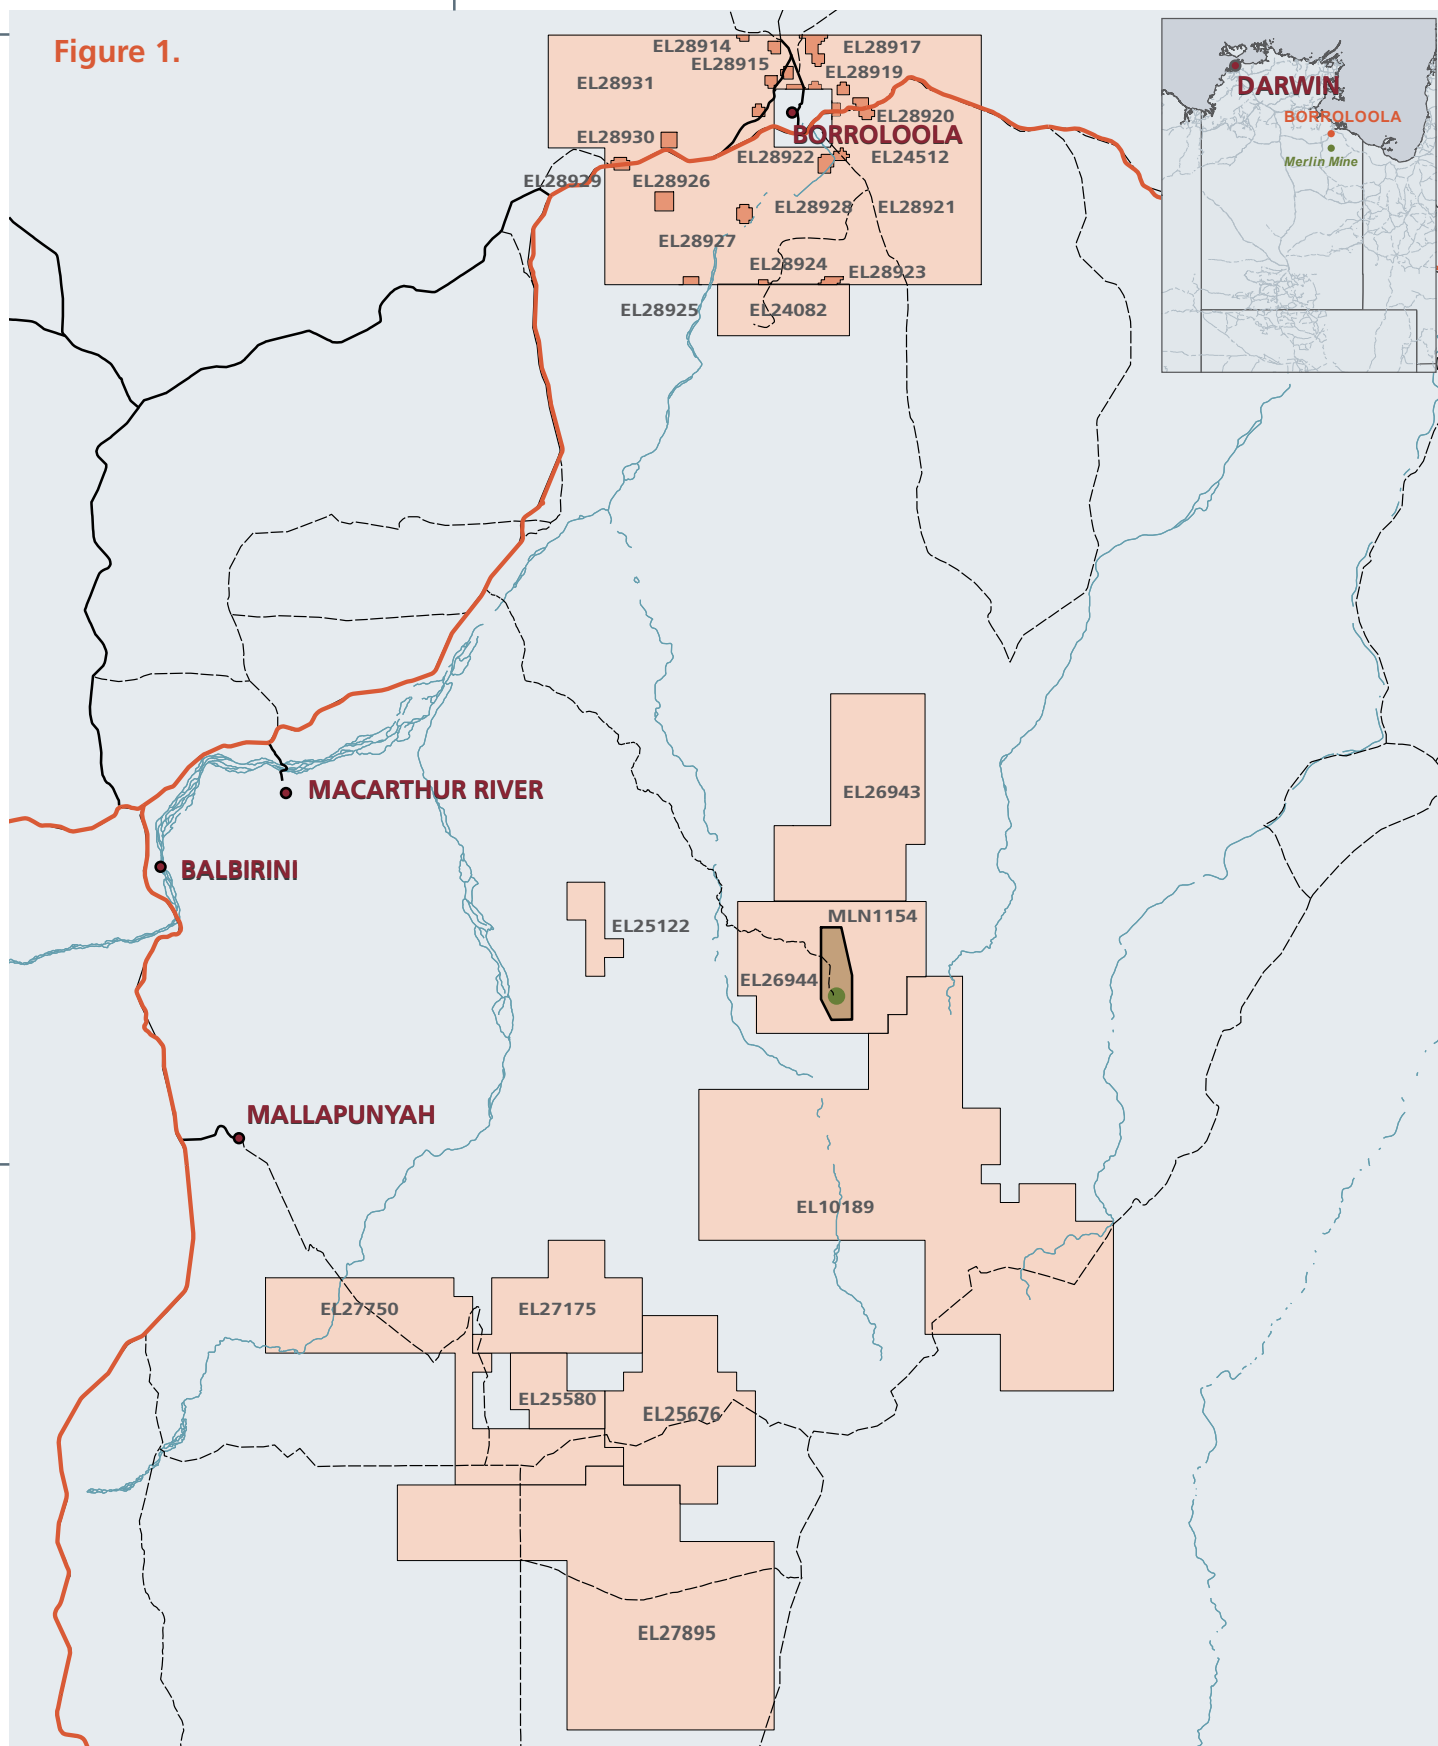 Figure 1.
EL28914
EL28917
EL28915
EL28919
EL28931
EL28920
EL28930
BORROLOOLA
EL28922
EL24512
EL28929
EL28926
EL28928
EL28921
EL28927
EL28924
EL28923
EL28925
EL24082
DARWIN
BORROLOOLA
Merlin Mine
MACARTHUR RIVER
EL26943
BALBIRINI
EL25122
MLN1154
EL26944
MALLAPUNYAH
EL10189
EL27750
EL27175
EL25580
EL25676
EL27895